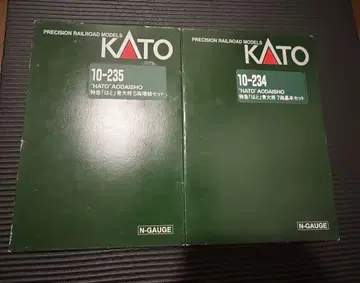 PRECISION RAILROAD MODELS
KATO
10-235
"HATO" AODAISHO
特急「はと」青大将 5両増結セット
N-GAUGE
PRECISION RAILROAD MODELS
KATO
10-234
"HATO" AODAISHO
特急「はと」青大将 7両基本セット
N-GAUGE